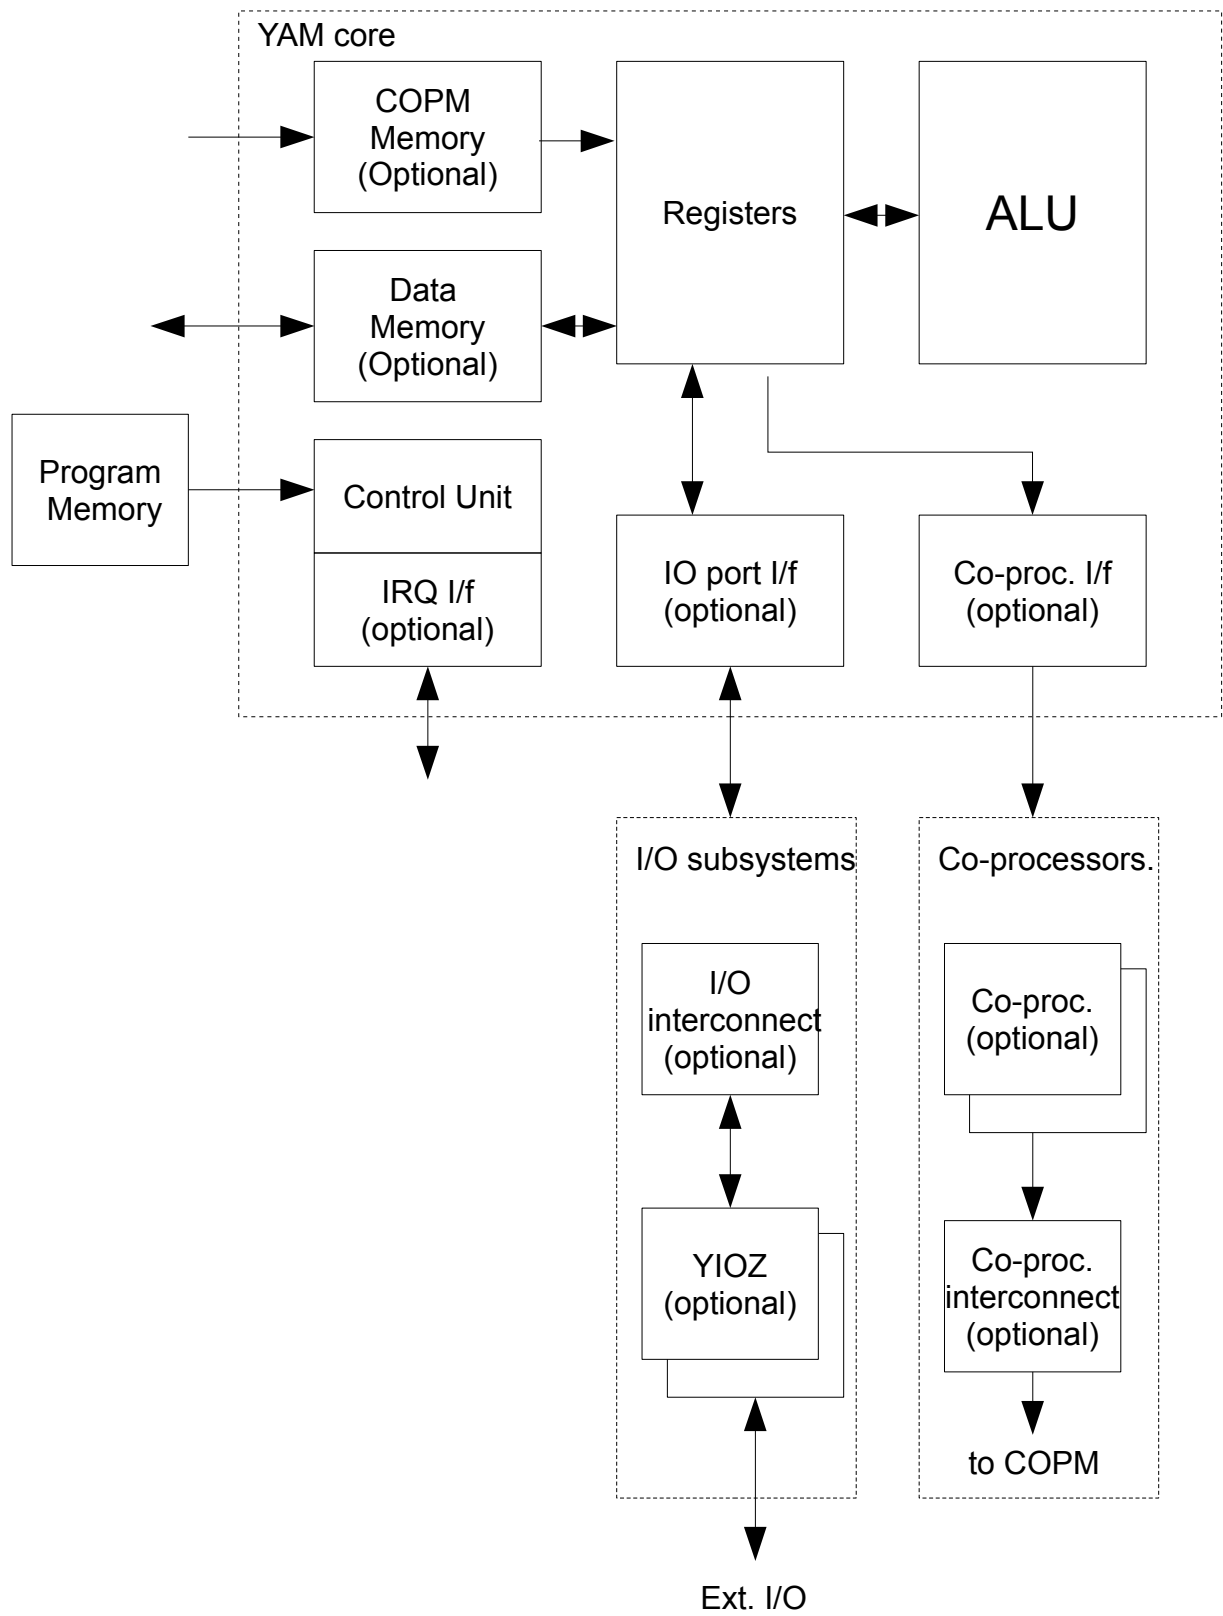 YAM core
COPM
Memory
(Optional)
Registers
ALU
Data
Memory
(Optional)
Program
Memory
Control Unit
IRQ I/f
(optional)
IO port I/f
(optional)
Co-proc. I/f
(optional)
I/O subsystems
Co-processors.
I/O
interconnect
(optional)
Co-proc.
(optional)
YIOZ
(optional)
Co-proc.
interconnect
(optional)
to COPM
Ext. I/O